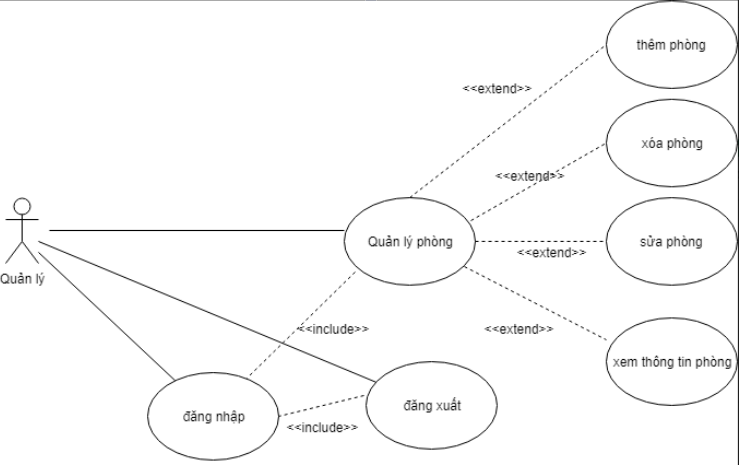 thêm phòng
<<extend>>
xóa phòng
<<extend>>
Quản lý phòng
sửa phòng
<<extend>>
Quản lý
<<include>>
<<extend>>
xem thông tin phòng
đăng nhập
đăng xuất
<<include>>